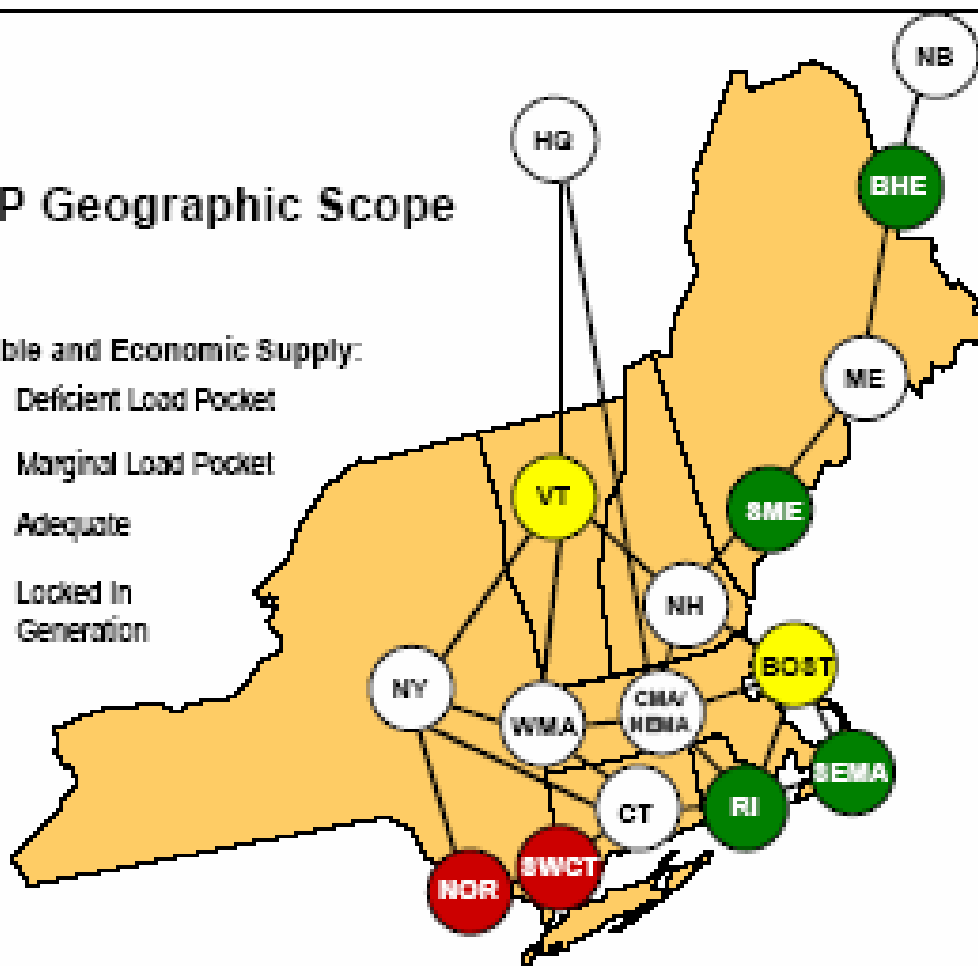 NB
HQ
BHE
P Geographic Scope
ble and Economic Supply:
ME
Deficient Load Pocket
Marginal Load Pocket
VT
SME
Adequate
Locked In
Generation
NH
BOST
NY
CMA/
NEMA
WMA
SEMA
CT
RI
SWCT
NOR